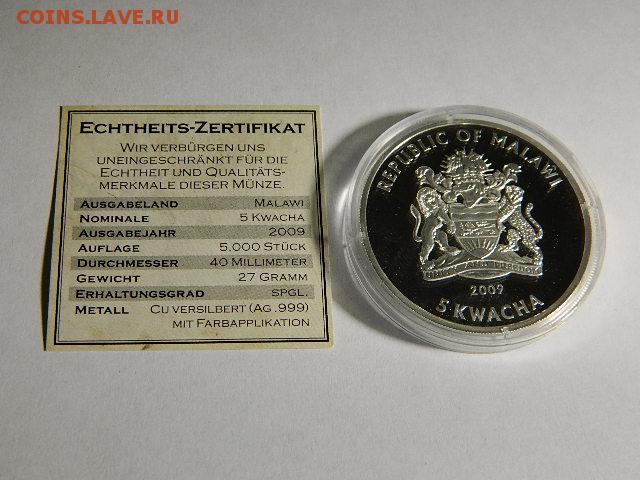 COINS.LAVE.RU
ECHTHEITS-ZERTIFIKAT
WIR VERBÜRGEN UNS
UNEINGESCHRÄNKT FÜR DIE
ECHTHEIT UND QUALITÄTS-
MERKMALE DIESER MÜNZE.
AUSGABELAND MALAWI
NOMINALE 5 KWACHA
AUSGABEJAHR 2009
AUFLAGE 5.000 STÜCK
DURCHMESSER 40 MILLIMETER
GEWICHT 27 GRAMM
ERHALTUNGSGRAD SPGL.
METALL CU VERSILBERT (AG .999)
MIT FARBAPPLIKATION
REPUBLIC OF MALAWI
2009
5 KWACHA